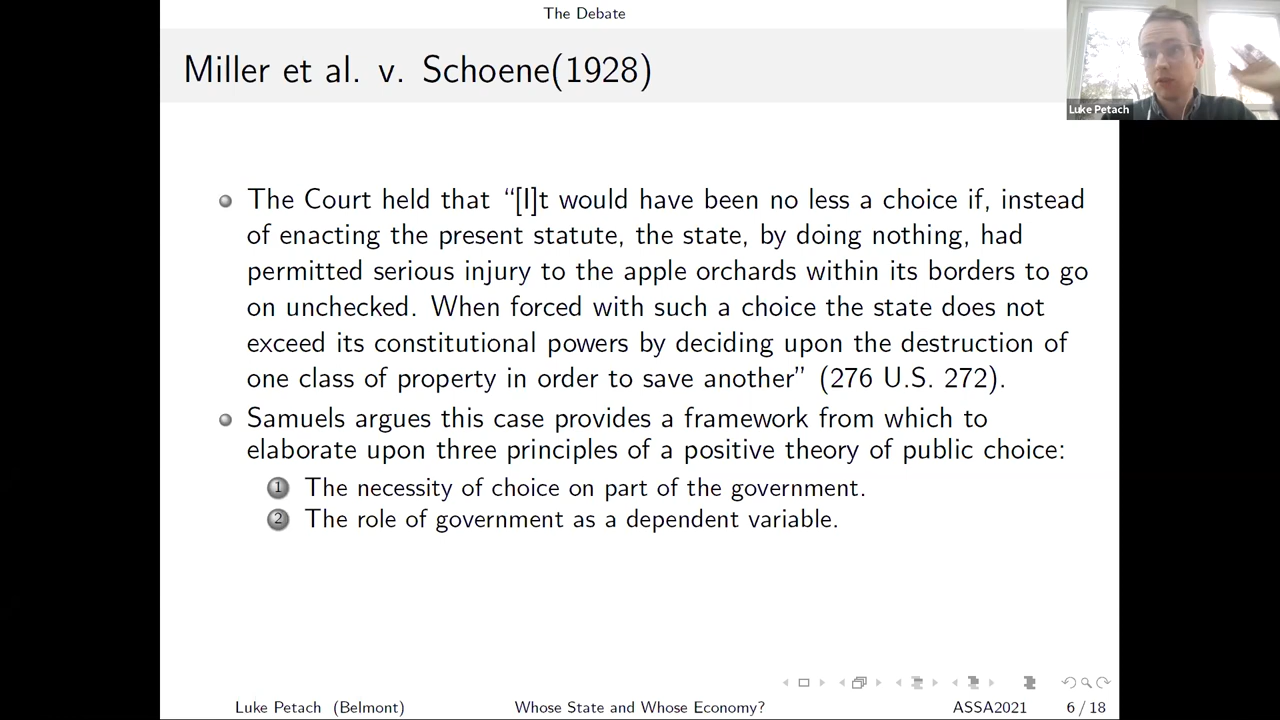 The Debate
Miller et al. v. Schoene(1928)
Luke Petach
The Court held that “[I]t would have been no less a choice if, instead
of enacting the present statute, the state, by doing nothing, had
permitted serious injury to the apple orchards within its borders to go
on unchecked. When forced with such a choice the state does not
exceed its constitutional powers by deciding upon the destruction of
one class of property in order to save another” (276 U.S. 272).
Samuels argues this case provides a framework from which to
elaborate upon three principles of a positive theory of public choice:
1 The necessity of choice on part of the government.
2 The role of government as a dependent variable.
Luke Petach (Belmont) Whose State and Whose Economy? ASSA2021 6 / 18